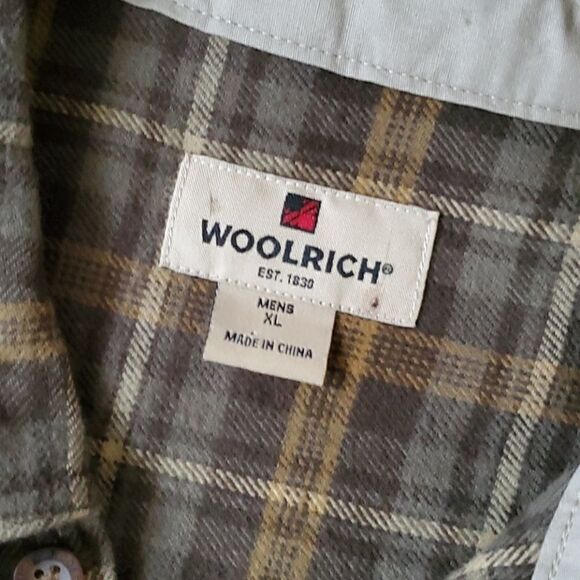 WOOLRICH®
EST. 1830
MENS
XL
MADE IN CHINA